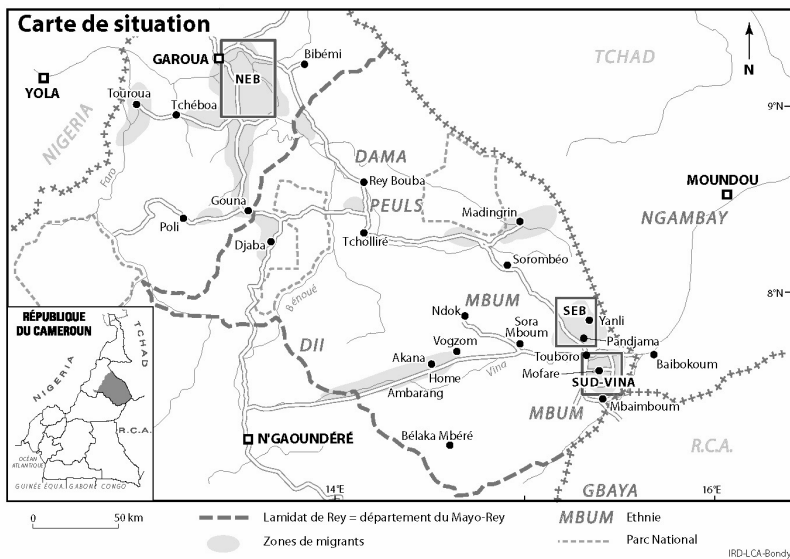 Carte de situation
GAROUA
NEB
Bibémi
TCHAD
N
YOLA
Touroua
Tchéboa
9°N
NIGERIA
Faro
DAMA
Rey Bouba
MOUNDOU
PEULS
Gouna
Madingrin
NGAMBAY
Poli
Djaba
Tcholliré
Sorombéo
Bénoué
8°N
RÉPUBLIQUE
DU CAMEROUN
TCHAD
NIGERIA
R.C.A.
OCÉAN
ATLANTIQUE
GUINÉE EQUA.
GABON
CONGO
MBUM
SEB
Ndok
Yanli
Sora
Mboum
Pandjama
DII
Vogzom
Touboro
Akana
Baibokoum
Home
Vina
Mofare
SUD-VINA
Ambarang
Mbaimboum
MBUM
N'GAOUNDÉRÉ
Bélaka Mbéré
R.C.A.
GBAYA
14°E
16°E
0
50 km
Lamidat de Rey = département du Mayo-Rey
MBUM
Ethnie
Zones de migrants
Parc National
IRD-LCA-Bondy